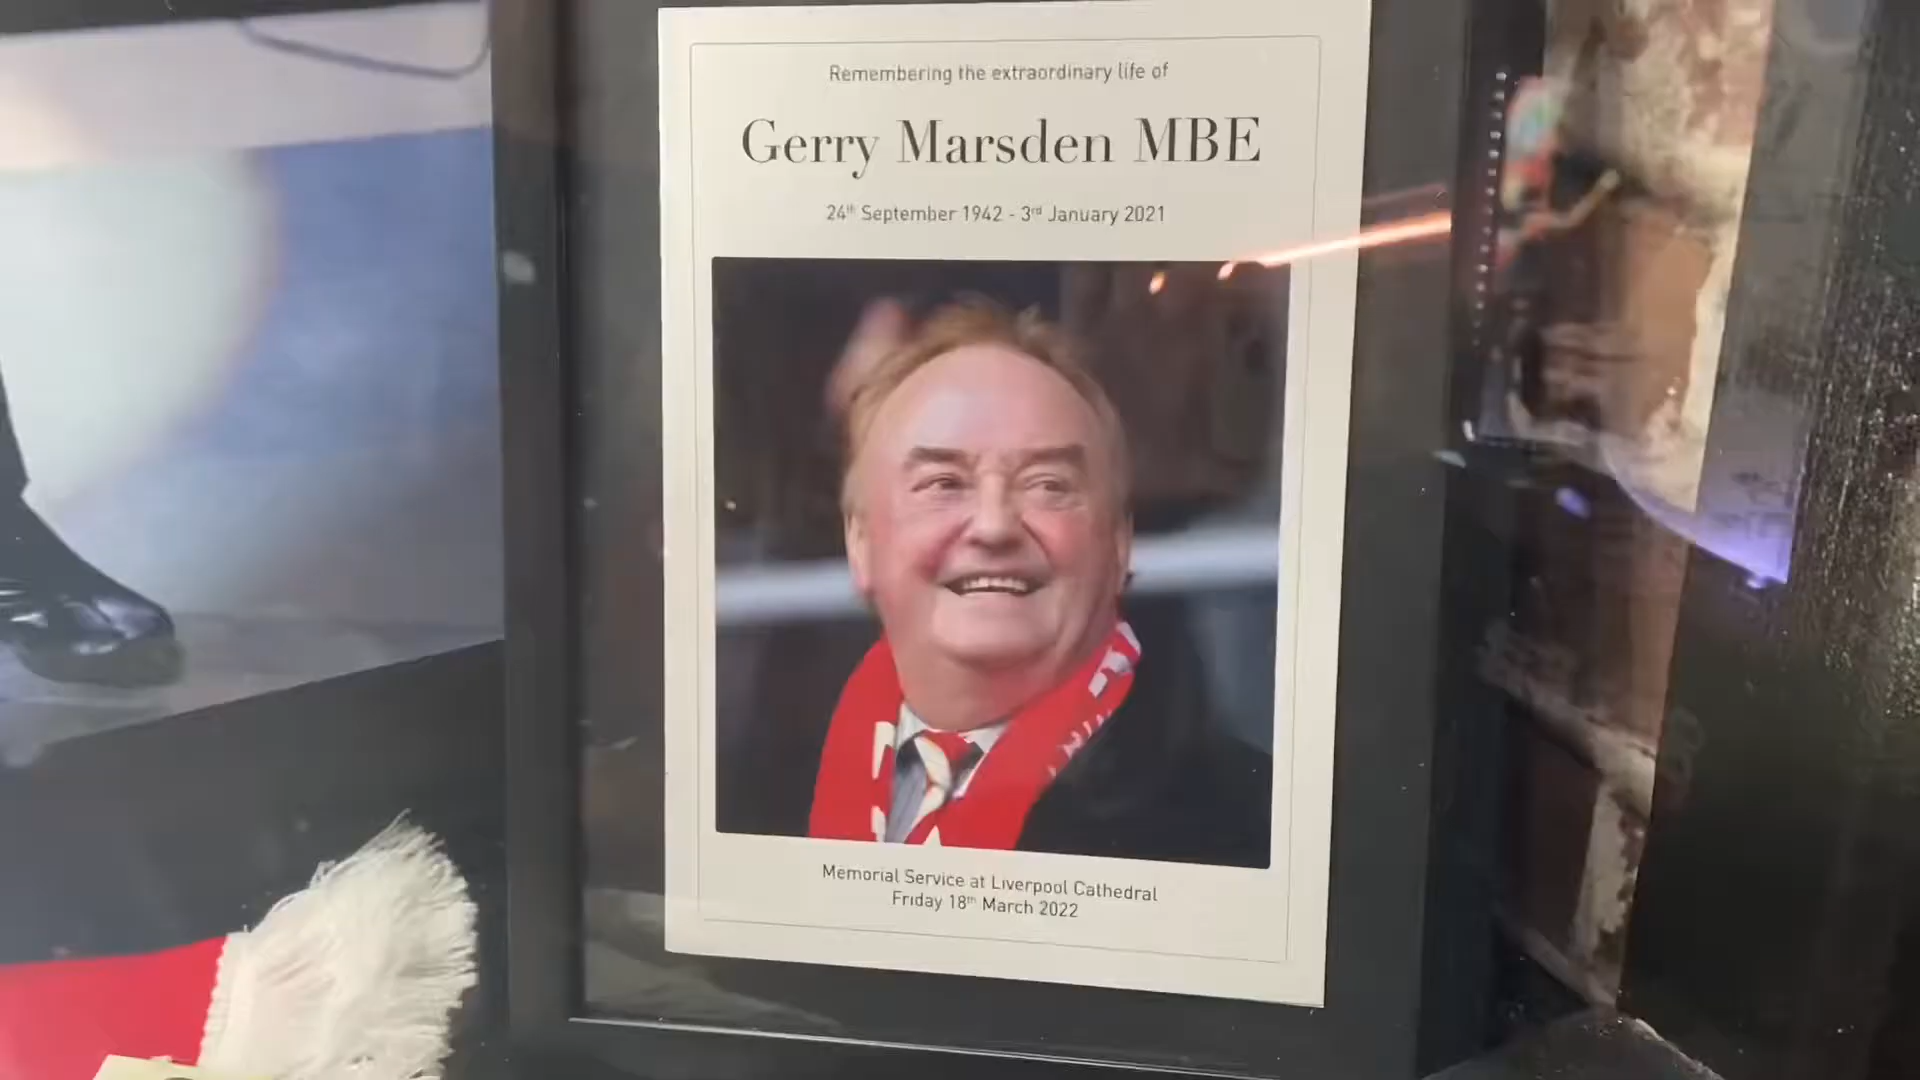 Remembering the extraordinary life of
Gerry Marsden MBE
24th September 1942 - 3rd January 2021
Memorial Service at Liverpool Cathedral
Friday 18th March 2022